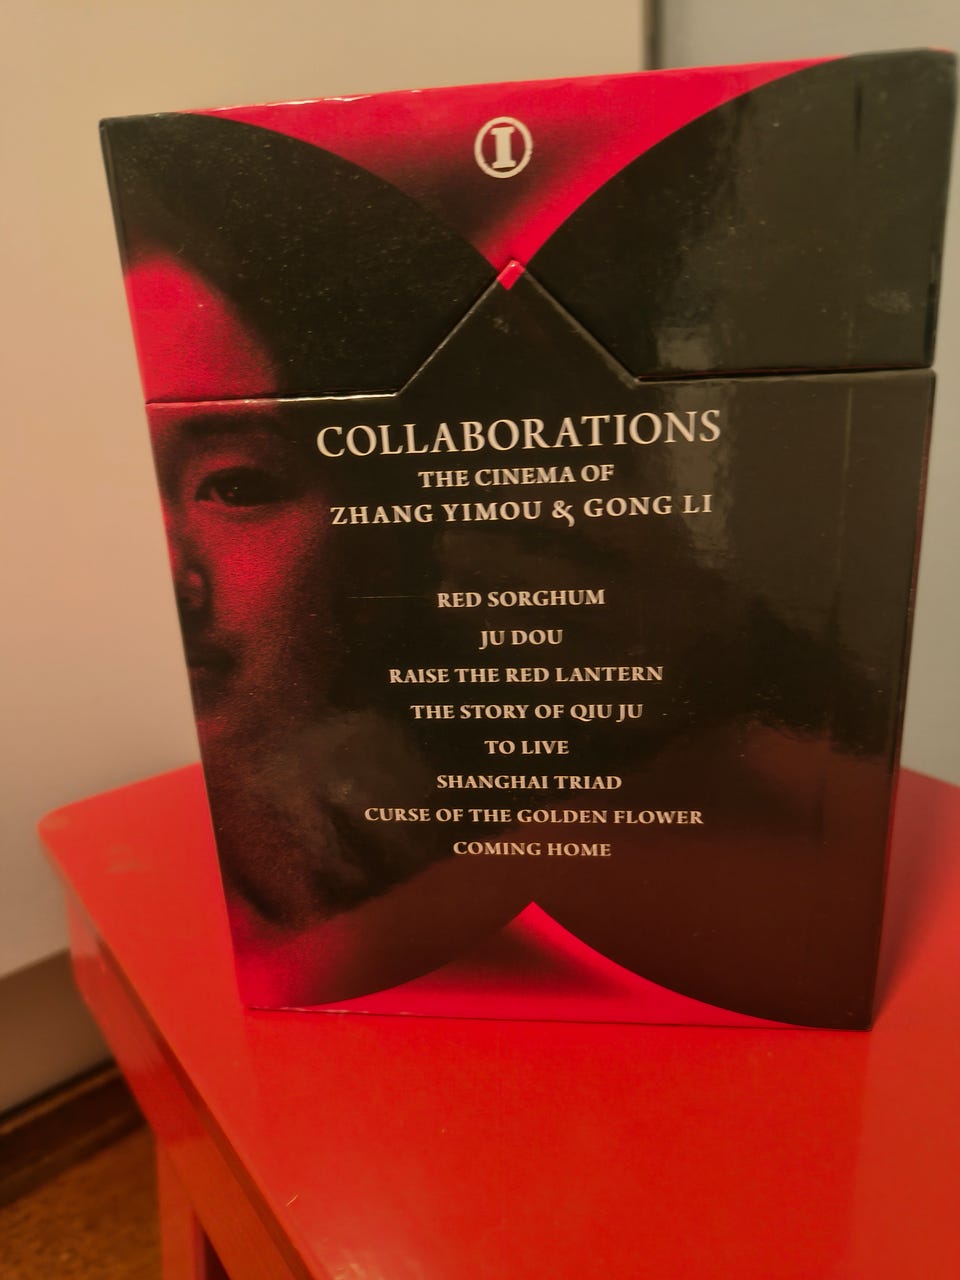 I
COLLABORATIONS
THE CINEMA OF
ZHANG YIMOU & GONG LI
RED SORGHUM
JU DOU
RAISE THE RED LANTERN
THE STORY OF QIU JU
TO LIVE
SHANGHAI TRIAD
CURSE OF THE GOLDEN FLOWER
COMING HOME